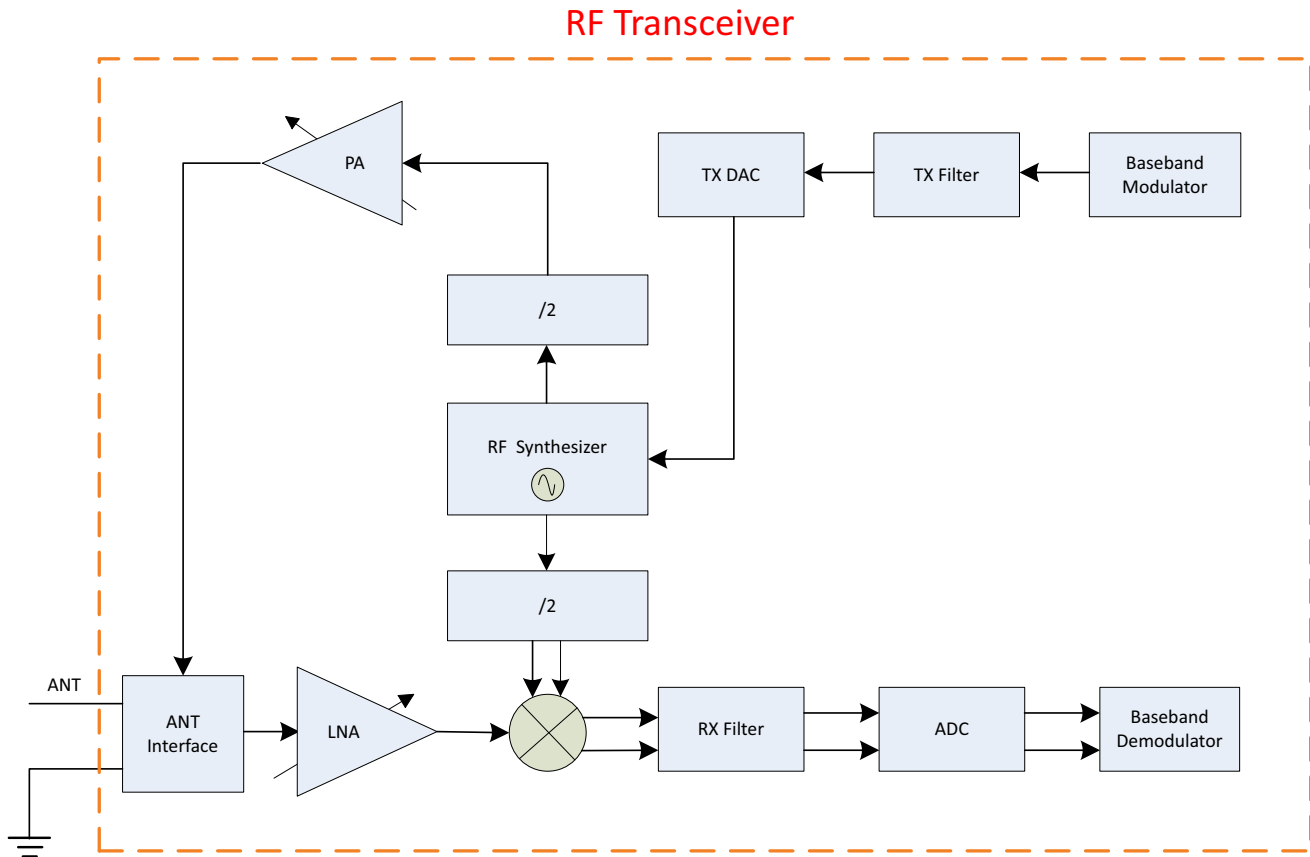 RF Transceiver
PA
TX DAC
TX Filter
Baseband
Modulator
/2
RF Synthesizer
/2
ANT
ANT
Interface
LNA
RX Filter
ADC
Baseband
Demodulator